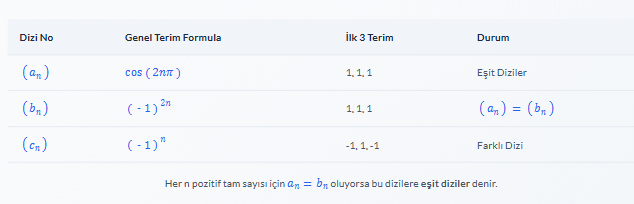 Dizi No Genel Terim Formula İlk 3 Terim Durum
(aₙ) cos (2nπ) 1, 1, 1 Eşit Diziler
(bₙ) (-1)²ⁿ 1, 1, 1 (aₙ) = (bₙ)
(cₙ) (-1)ⁿ -1, 1, -1 Farklı Dizi
Her n pozitif tam sayısı için aₙ = bₙ oluyorsa bu dizilere eşit diziler denir.